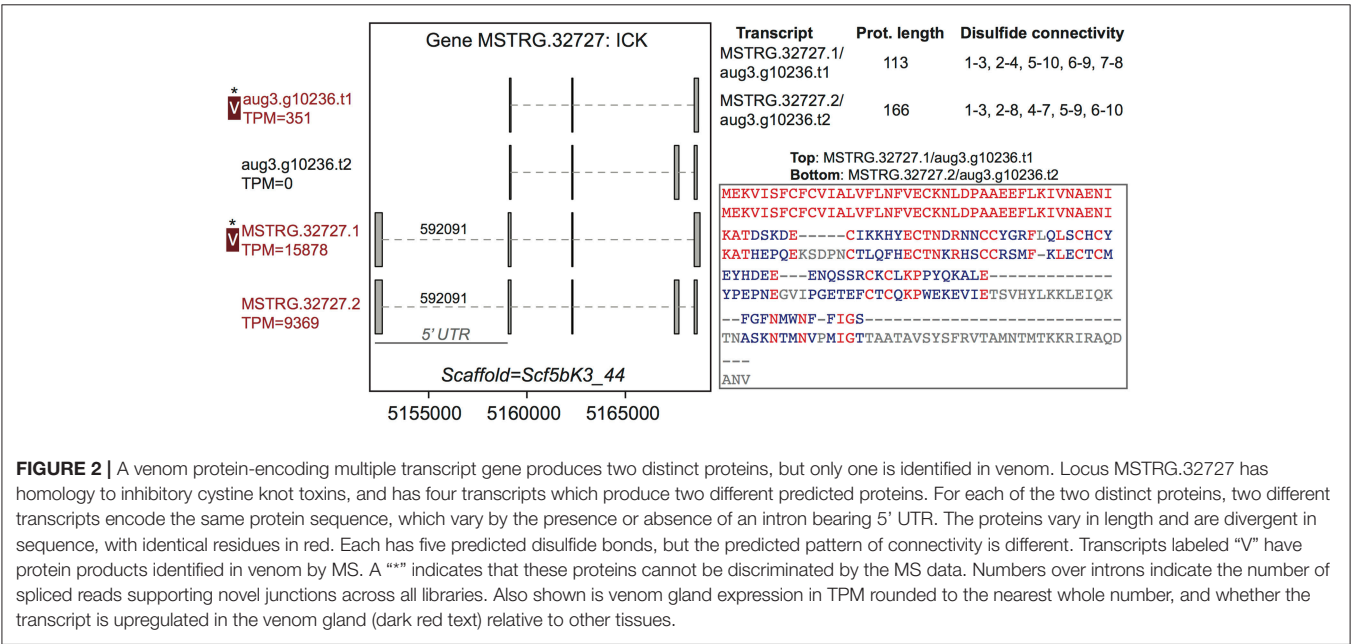 Gene MSTRG.32727: ICK
*
V
aug3.g10236.t1
TPM=351
aug3.g10236.t2
TPM=0
592091
*
V
MSTRG.32727.1
TPM=15878
592091
MSTRG.32727.2
TPM=9369
5' UTR
Scaffold=Scf5bK3_44
5155000 5160000 5165000
Transcript Prot. length Disulfide connectivity
MSTRG.32727.1/
aug3.g10236.t1 113 1-3, 2-4, 5-10, 6-9, 7-8
MSTRG.32727.2/
aug3.g10236.t2 166 1-3, 2-8, 4-7, 5-9, 6-10
Top: MSTRG.32727.1/aug3.g10236.t1
Bottom: MSTRG.32727.2/aug3.g10236.t2
MEKVISFCFCVIALVFLNFVECKNLDPAAEEFLKIVNAENI
MEKVISFCFCVIALVFLNFVECKNLDPAAEEFLKIVNAENI
KATDSKDE-----CIKKHYECTNDRNNCCYGRFLQLSCHCY
KATHEPQEKSDPNCTLQFHECTNKRHSCCRSMF-KLECTCM
EYHDEE---ENQSSRCKCLKPPYQKALE-------------
YPEPNEGVIPGETEFCTCQKPWEKEVIETSVHYLKKLEIQK
--FGFNMWNF-FIGS--------------------------
TNASKNTMNVPMIGTTAATAVSYSFRVTAMNTMTKKRIRAQD
---
ANV
FIGURE 2 | A venom protein-encoding multiple transcript gene produces two distinct proteins, but only one is identified in venom. Locus MSTRG.32727 has
homology to inhibitory cystine knot toxins, and has four transcripts which produce two different predicted proteins. For each of the two distinct proteins, two different
transcripts encode the same protein sequence, which vary by the presence or absence of an intron bearing 5’ UTR. The proteins vary in length and are divergent in
sequence, with identical residues in red. Each has five predicted disulfide bonds, but the predicted pattern of connectivity is different. Transcripts labeled “V” have
protein products identified in venom by MS. A “*” indicates that these proteins cannot be discriminated by the MS data. Numbers over introns indicate the number of
spliced reads supporting novel junctions across all libraries. Also shown is venom gland expression in TPM rounded to the nearest whole number, and whether the
transcript is upregulated in the venom gland (dark red text) relative to other tissues.